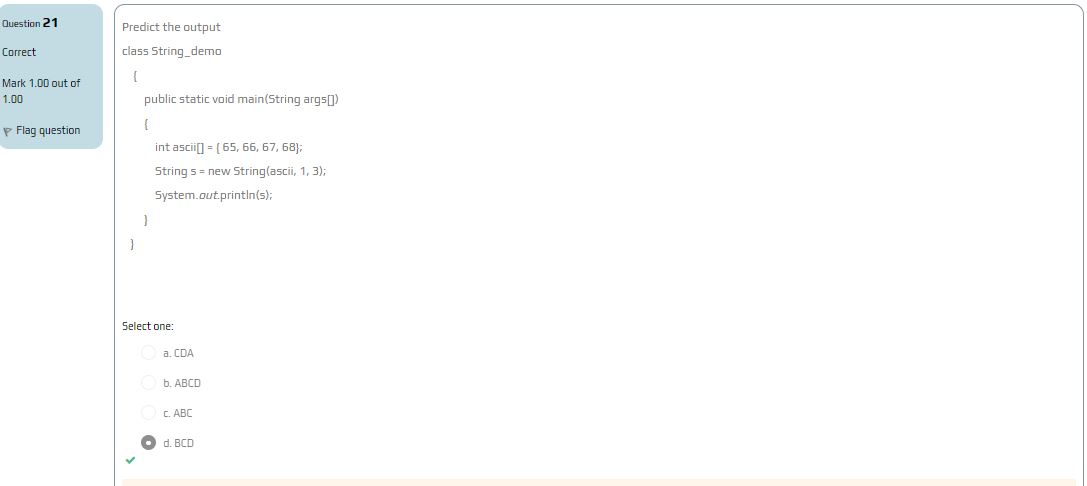 Question 21
Correct
Mark 1.00 out of
1.00
Flag question
Predict the output
class String_demo
{
public static void main(String args[])
{
int ascii[] = { 65, 66, 67, 68};
String s = new String(ascii, 1, 3);
System.out.println(s);
}
}
Select one:
a. CDA
b. ABCD
c. ABC
d. BCD